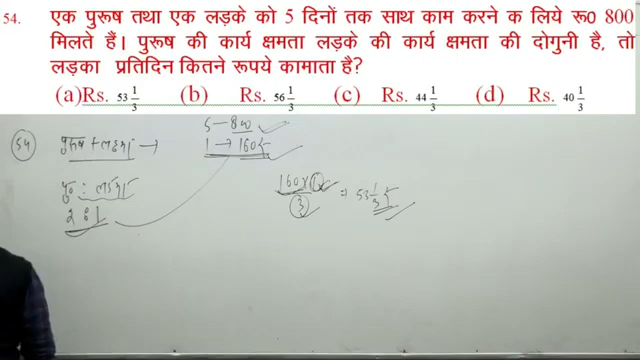 54. एक पुरूष तथा एक लड़के को 5 दिनों तक साथ काम करने क लिये रू0 800
मिलते हैं। पुरूष की कार्य क्षमता लड़के की कार्य क्षमता की दोगुनी है, तो
लड़का प्रतिदिन कितने रूपये कामाता है?
(a) Rs. 53 1/3 (b) Rs. 56 1/3 (c) Rs. 44 1/3 (d) Rs. 40 1/3
5 – 800
54 पुरूष + लड़का → 1 → 160₹
पु० : लड़का
2 : 1
160 × 1 / 3 = 53 1/3 ₹